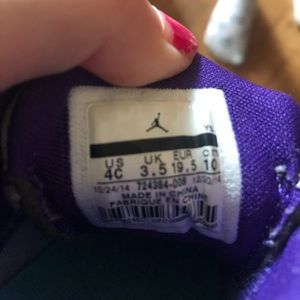 US UK EUR cm
4C 3.5 19.5 10
10/24/14 724384-008
MADE IN CHINA
FABRIQUE EN CHINE